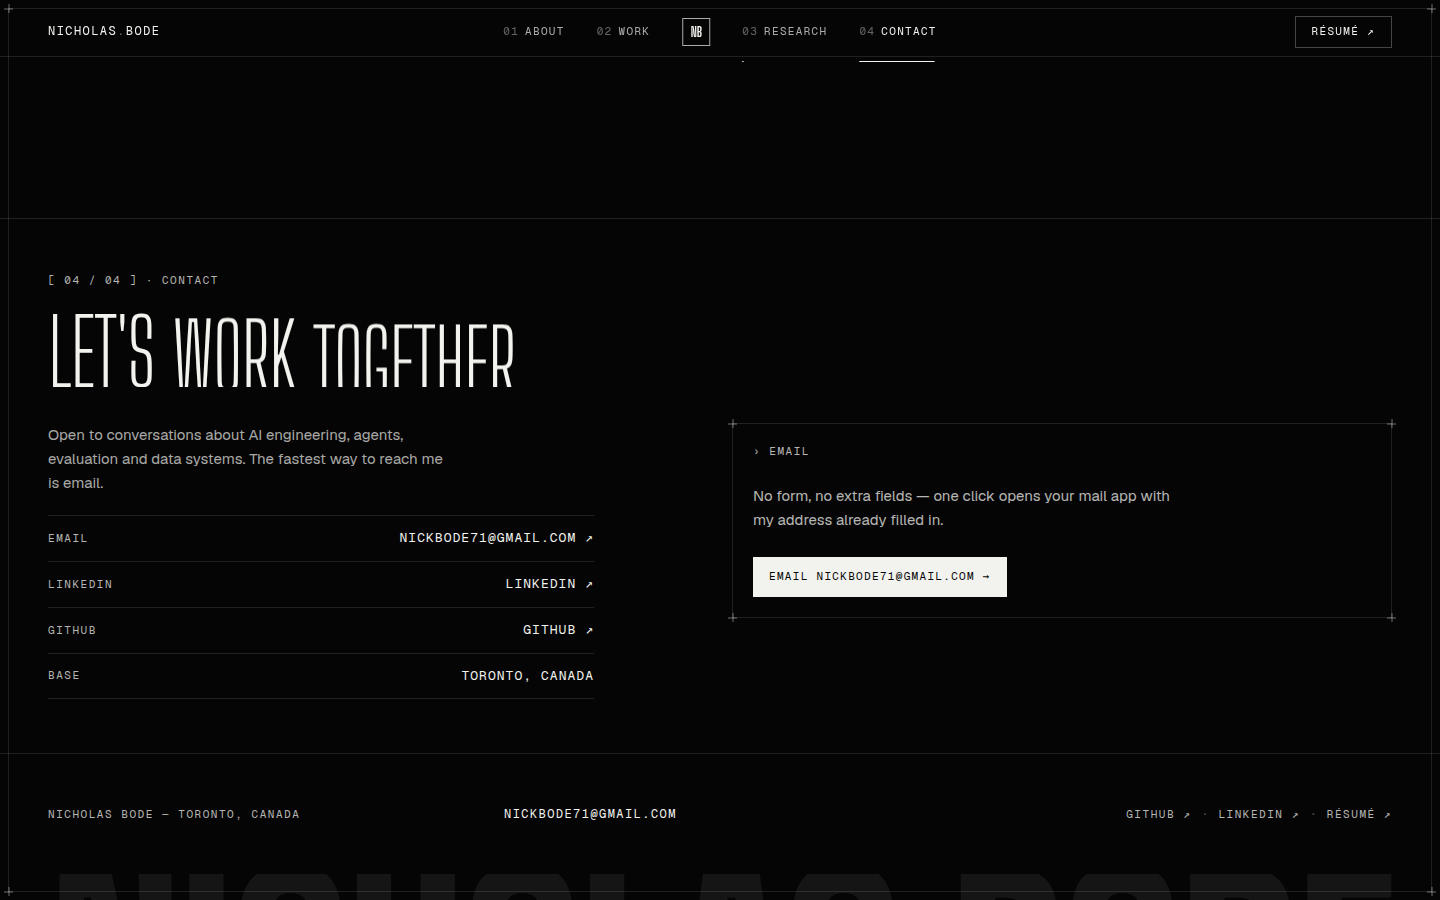 NICHOLAS.BODE
01 ABOUT
02 WORK
NB
03 RESEARCH
04 CONTACT
RÉSUMÉ ↗
[ 04 / 04 ] · CONTACT
LET'S WORK TOGETHER
Open to conversations about AI engineering, agents,
evaluation and data systems. The fastest way to reach me
is email.
EMAIL NICKBODE71@GMAIL.COM ↗
LINKEDIN LINKEDIN ↗
GITHUB GITHUB ↗
BASE TORONTO, CANADA
› EMAIL
No form, no extra fields — one click opens your mail app with
my address already filled in.
EMAIL NICKBODE71@GMAIL.COM →
NICHOLAS BODE — TORONTO, CANADA
NICKBODE71@GMAIL.COM
GITHUB ↗ · LINKEDIN ↗ · RÉSUMÉ ↗
NICHOLAS BODE